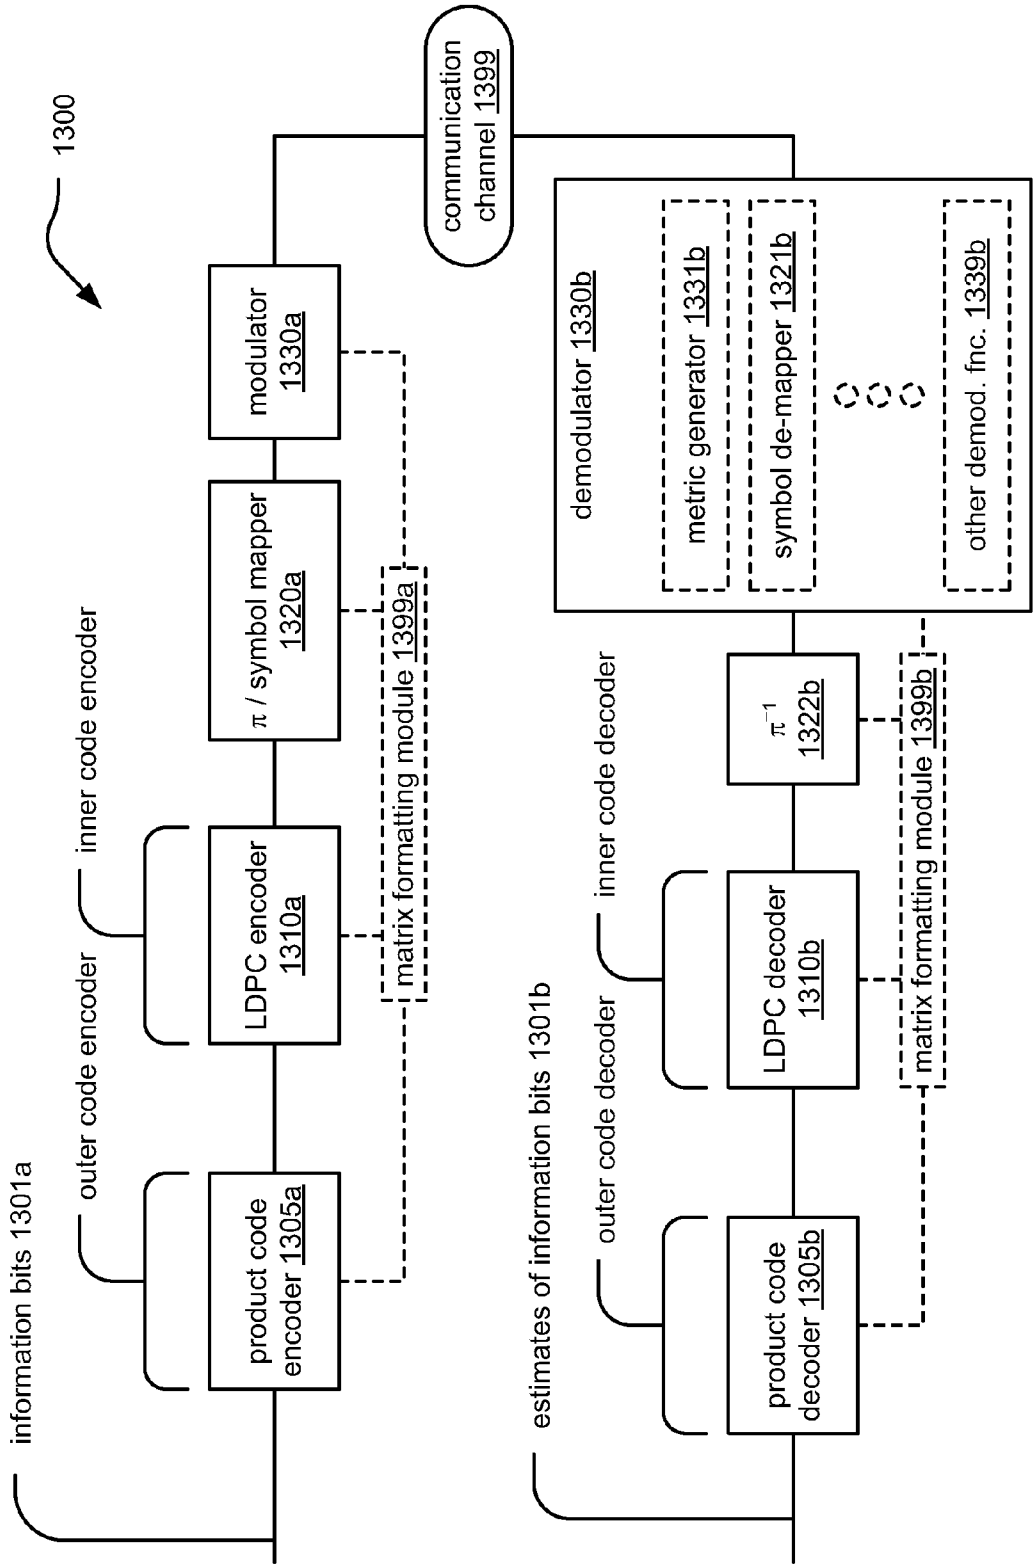 1300
information bits 1301a
outer code encoder
inner code encoder
product code
encoder 1305a
LDPC encoder
1310a
π / symbol mapper
1320a
modulator
1330a
matrix formatting module 1399a
communication
channel 1399
estimates of information bits 1301b
outer code decoder
inner code decoder
product code
decoder 1305b
LDPC decoder
1310b
π⁻¹
1322b
demodulator 1330b
metric generator 1331b
symbol de-mapper 1321b
other demod. fnc. 1339b
matrix formatting module 1399b